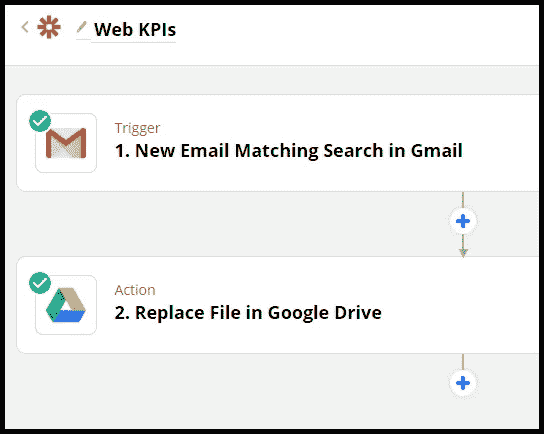 Web KPIs
Trigger
1. New Email Matching Search in Gmail
Action
2. Replace File in Google Drive